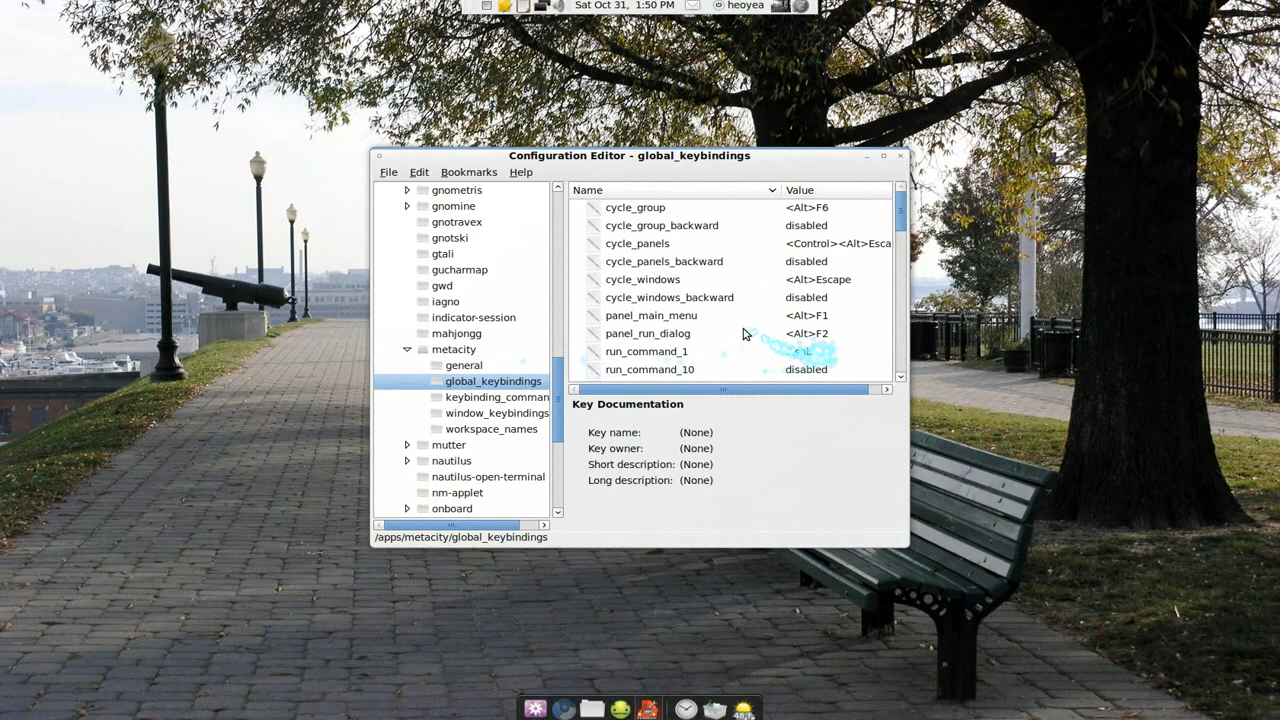 Sat Oct 31, 1:50 PM
heoyea
Configuration Editor - global_keybindings
File Edit Bookmarks Help
gnometris
gnomine
gnotravex
gnotski
gtali
gucharmap
gwd
iagno
indicator-session
mahjongg
metacity
general
global_keybindings
keybinding_comman
window_keybindings
workspace_names
mutter
nautilus
nautilus-open-terminal
nm-applet
onboard
Name Value
cycle_group <Alt>F6
cycle_group_backward disabled
cycle_panels <Control><Alt>Esca
cycle_panels_backward disabled
cycle_windows <Alt>Escape
cycle_windows_backward disabled
panel_main_menu <Alt>F1
panel_run_dialog <Alt>F2
run_command_1
run_command_10 disabled
Key Documentation
Key name: (None)
Key owner: (None)
Short description: (None)
Long description: (None)
/apps/metacity/global_keybindings
48°F